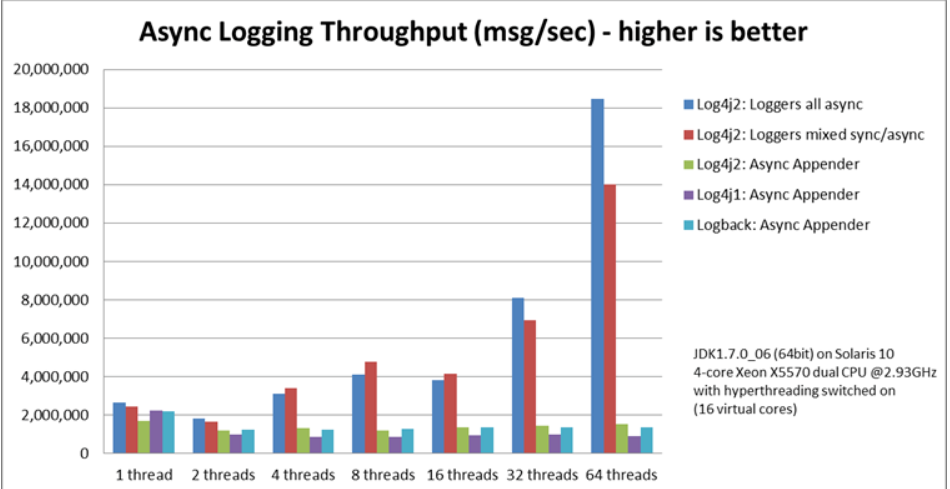 Async Logging Throughput (msg/sec) - higher is better
20,000,000
18,000,000
16,000,000
14,000,000
12,000,000
10,000,000
8,000,000
6,000,000
4,000,000
2,000,000
0
1 thread 2 threads 4 threads 8 threads 16 threads 32 threads 64 threads
Log4j2: Loggers all async
Log4j2: Loggers mixed sync/async
Log4j2: Async Appender
Log4j1: Async Appender
Logback: Async Appender
JDK1.7.0_06 (64bit) on Solaris 10
4-core Xeon X5570 dual CPU @2.93GHz
with hyperthreading switched on
(16 virtual cores)